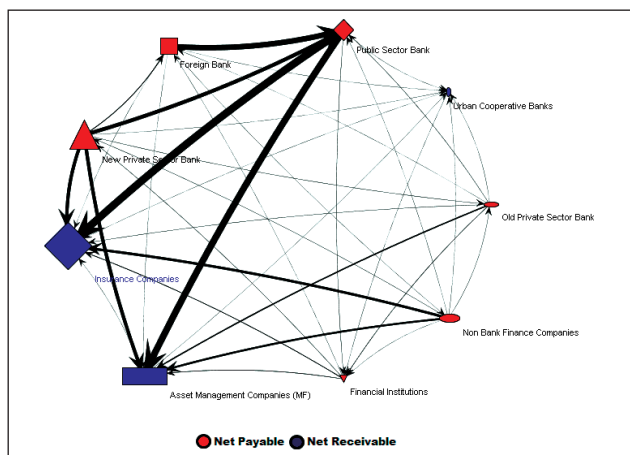 Public Sector Bank
Foreign Bank
Urban Cooperative Banks
New Private Sector Bank
Old Private Sector Bank
Insurance Companies
Non Bank Finance Companies
Asset Management Companies (MF)
Financial Institutions
Net Payable
Net Receivable